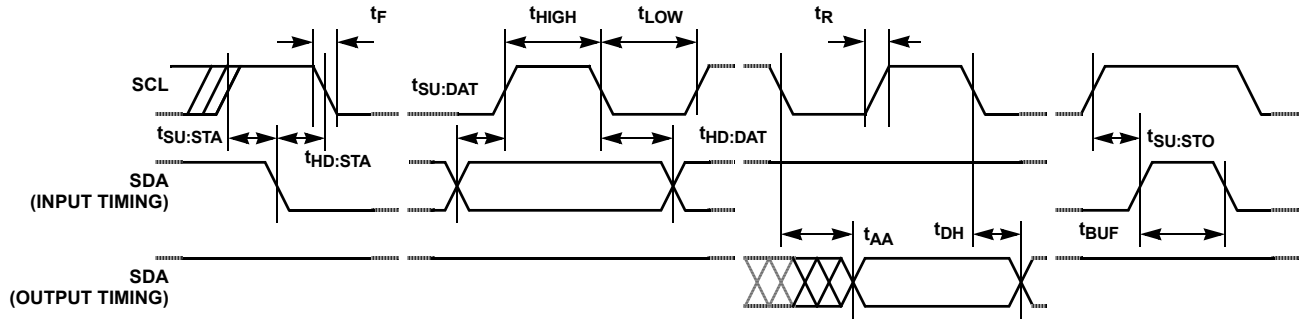 tF
tHIGH
tLOW
tR
SCL
tSU:DAT
tSU:STA
tHD:STA
tHD:DAT
tSU:STO
SDA
(INPUT TIMING)
tAA
tDH
tBUF
SDA
(OUTPUT TIMING)